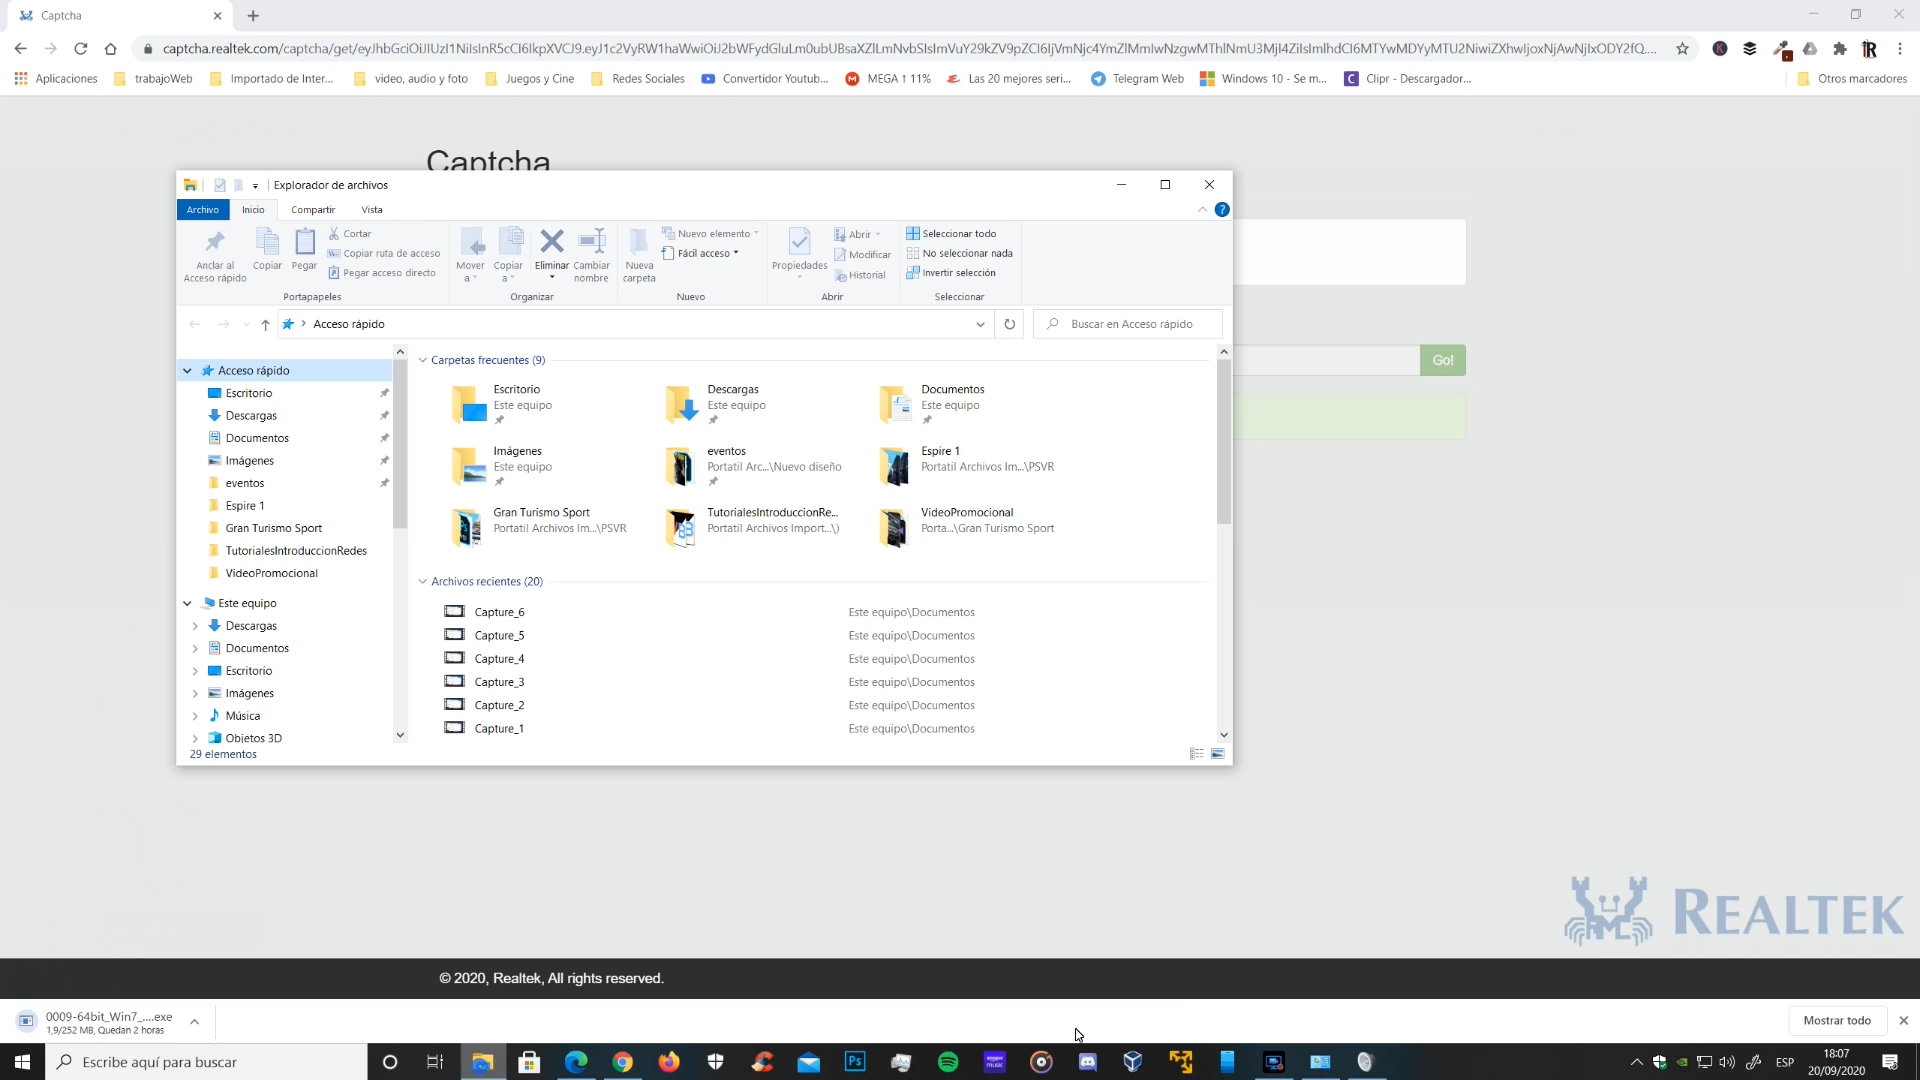 Captcha
captcha.realtek.com/captcha/get/
Aplicaciones trabajoWeb Importado de Inter... video, audio y foto Juegos y Cine Redes Sociales Convertidor Youtub... MEGA ↑ 11% Las 20 mejores seri... Telegram Web Windows 10 - Se m... Clipr - Descargador... Otros marcadores
Captcha
Explorador de archivos
Archivo Inicio Compartir Vista
Anclar al Acceso rápido
Copiar
Pegar
Cortar
Copiar ruta de acceso
Pegar acceso directo
Portapapeles
Mover a
Copiar a
Eliminar
Cambiar nombre
Organizar
Nueva carpeta
Nuevo elemento
Fácil acceso
Nuevo
Propiedades
Abrir
Modificar
Historial
Abrir
Seleccionar todo
No seleccionar nada
Invertir selección
Seleccionar
Acceso rápido
Buscar en Acceso rápido
Go!
Acceso rápido
Escritorio
Descargas
Documentos
Imágenes
eventos
Espire 1
Gran Turismo Sport
TutorialesIntroduccionRedes
VideoPromocional
Este equipo
Descargas
Documentos
Escritorio
Imágenes
Música
Objetos 3D
29 elementos
Carpetas frecuentes (9)
Escritorio
Este equipo
Descargas
Este equipo
Documentos
Este equipo
Imágenes
Este equipo
eventos
Portatil Arc...\Nuevo diseño
Espire 1
Portatil Archivos Im...\PSVR
Gran Turismo Sport
Portatil Archivos Im...\PSVR
TutorialesIntroduccionRe...
Portatil Archivos Import...\)
VideoPromocional
Porta...\Gran Turismo Sport
Archivos recientes (20)
Capture_6 Este equipo\Documentos
Capture_5 Este equipo\Documentos
Capture_4 Este equipo\Documentos
Capture_3 Este equipo\Documentos
Capture_2 Este equipo\Documentos
Capture_1 Este equipo\Documentos
REALTEK
© 2020, Realtek, All rights reserved.
0009-64bit_Win7_....exe
1,9/252 MB, Quedan 2 horas
Mostrar todo
Escribe aquí para buscar
Ps
music
ESP
18:07
20/09/2020